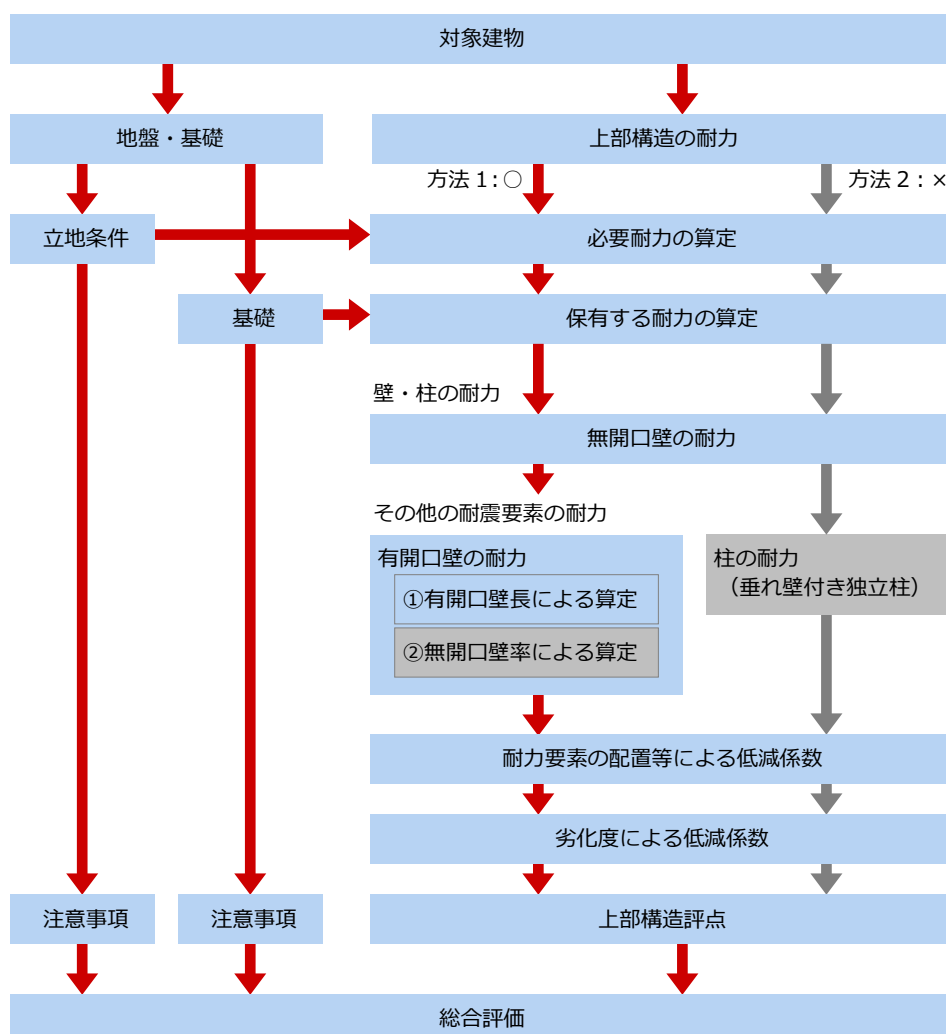 対象建物
地盤・基礎
上部構造の耐力
方法 1:○
方法 2:×
立地条件
必要耐力の算定
基礎
保有する耐力の算定
壁・柱の耐力
無開口壁の耐力
その他の耐震要素の耐力
有開口壁の耐力
①有開口壁長による算定
②無開口壁率による算定
柱の耐力
（垂れ壁付き独立柱）
耐力要素の配置等による低減係数
劣化度による低減係数
注意事項
注意事項
上部構造評点
総合評価